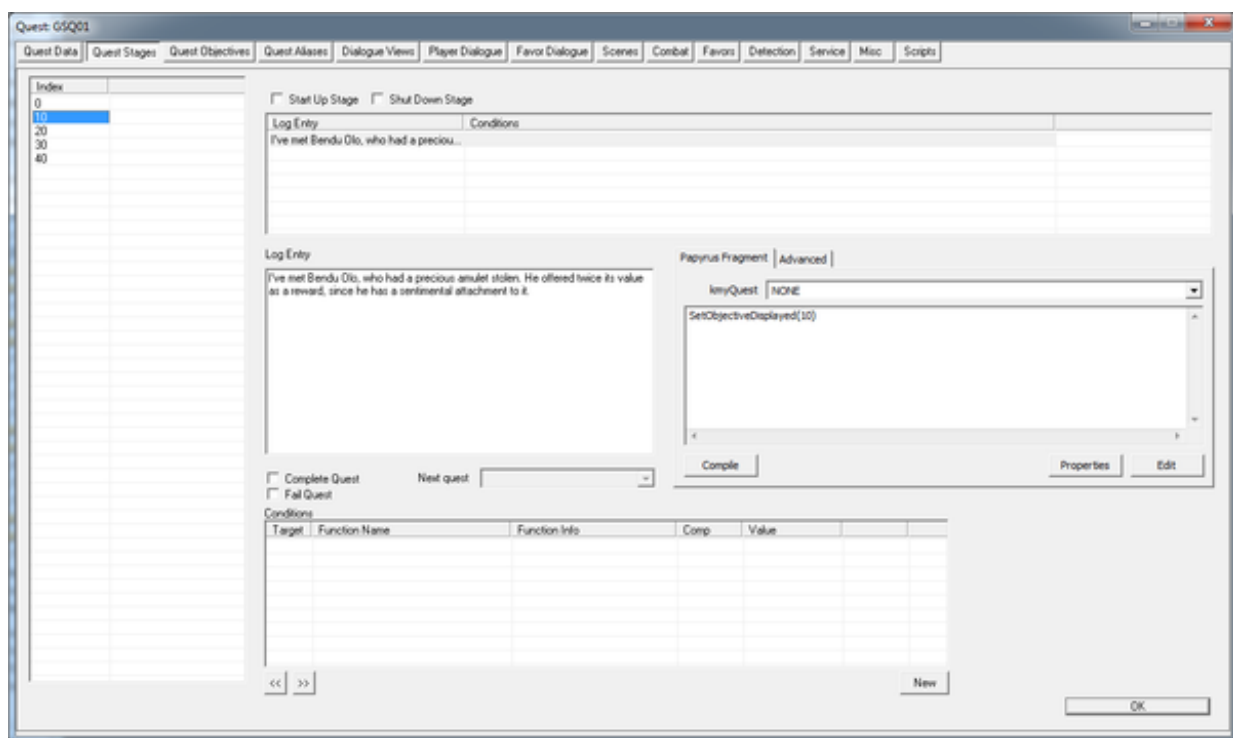 Quest: GSQ01
Quest Data Quest Stages Quest Objectives Quest Aliases Dialogue Views Player Dialogue Favor Dialogue Scenes Combat Favors Detection Service Misc Scripts
Index
0
10
20
30
40
Start Up Stage Shut Down Stage
Log Entry Conditions
I've met Bendu Olo, who had a preciou...
Log Entry
I've met Bendu Olo, who had a precious amulet stolen. He offered twice its value
as a reward, since he has a sentimental attachment to it.
Papyrus Fragment Advanced
kmyQuest NONE
SetObjectiveDisplayed(10)
Compile Properties Edit
Complete Quest Next quest
Fail Quest
Conditions
Target Function Name Function Info Comp Value
<< >> New
OK